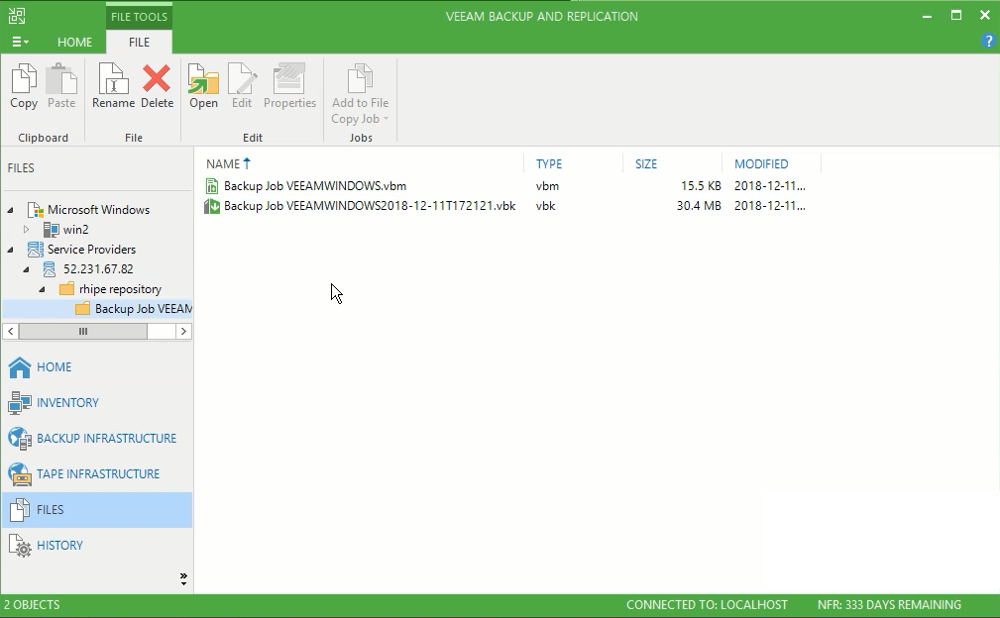 FILE TOOLS
VEEAM BACKUP AND REPLICATION
HOME
FILE
?
Copy
Paste
Rename
Delete
Open
Edit
Properties
Add to File
Copy Job
Clipboard
File
Edit
Jobs
FILES
Microsoft Windows
win2
Service Providers
52.231.67.82
rhipe repository
Backup Job VEEAM
NAME TYPE SIZE MODIFIED
Backup Job VEEAMWINDOWS.vbm vbm 15.5 KB 2018-12-11...
Backup Job VEEAMWINDOWS2018-12-11T172121.vbk vbk 30.4 MB 2018-12-11...
HOME
INVENTORY
BACKUP INFRASTRUCTURE
TAPE INFRASTRUCTURE
FILES
HISTORY
2 OBJECTS
CONNECTED TO: LOCALHOST
NFR: 333 DAYS REMAINING